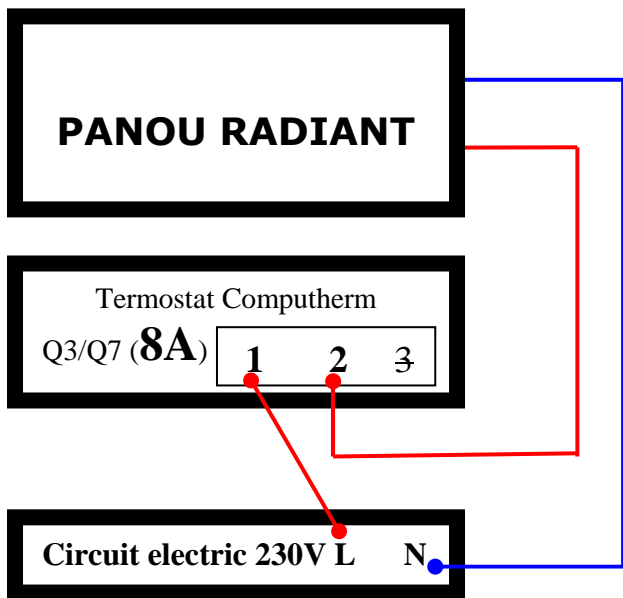 PANOU RADIANT
Termostat Computherm
Q3/Q7 (8A)
1 2 3
Circuit electric 230V L N